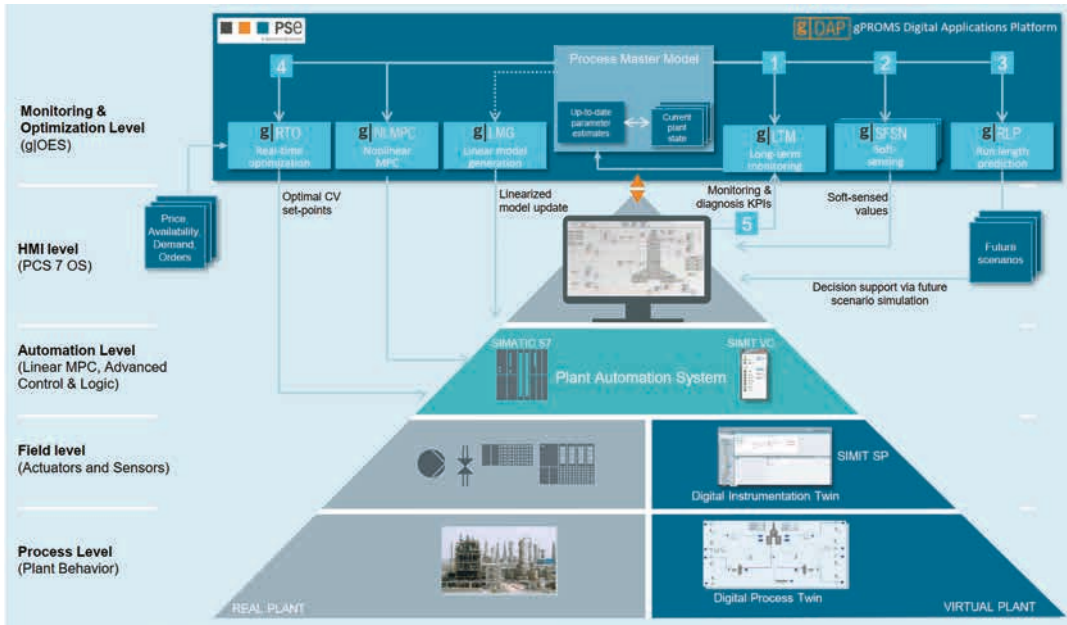 PSE
g DAP gPROMS Digital Applications Platform
4
Process Master Model
1
2
3
Up-to-date
parameter
estimates
Current
plant
state
Monitoring &
Optimization Level
(g|OES)
g|RTO
Real-time
optimization
g|NLMPC
Nonlinear
MPC
g|LMG
Linear model
generation
g|LTM
Long-term
monitoring
g|SFSN
Soft-
sensing
g|RLP
Run length
prediction
Optimal CV
set-points
Linearized
model update
Monitoring &
diagnosis KPIs
5
Soft-sensed
values
Price,
Availability,
Demand,
Orders
HMI level
(PCS 7 OS)
Future
scenarios
Decision support via future
scenario simulation
Automation Level
(Linear MPC, Advanced
Control & Logic)
SIMATIC S7
SIMIT VC
Plant Automation System
Field level
(Actuators and Sensors)
SIMIT SP
Digital Instrumentation Twin
Process Level
(Plant Behavior)
Digital Process Twin
REAL PLANT
VIRTUAL PLANT